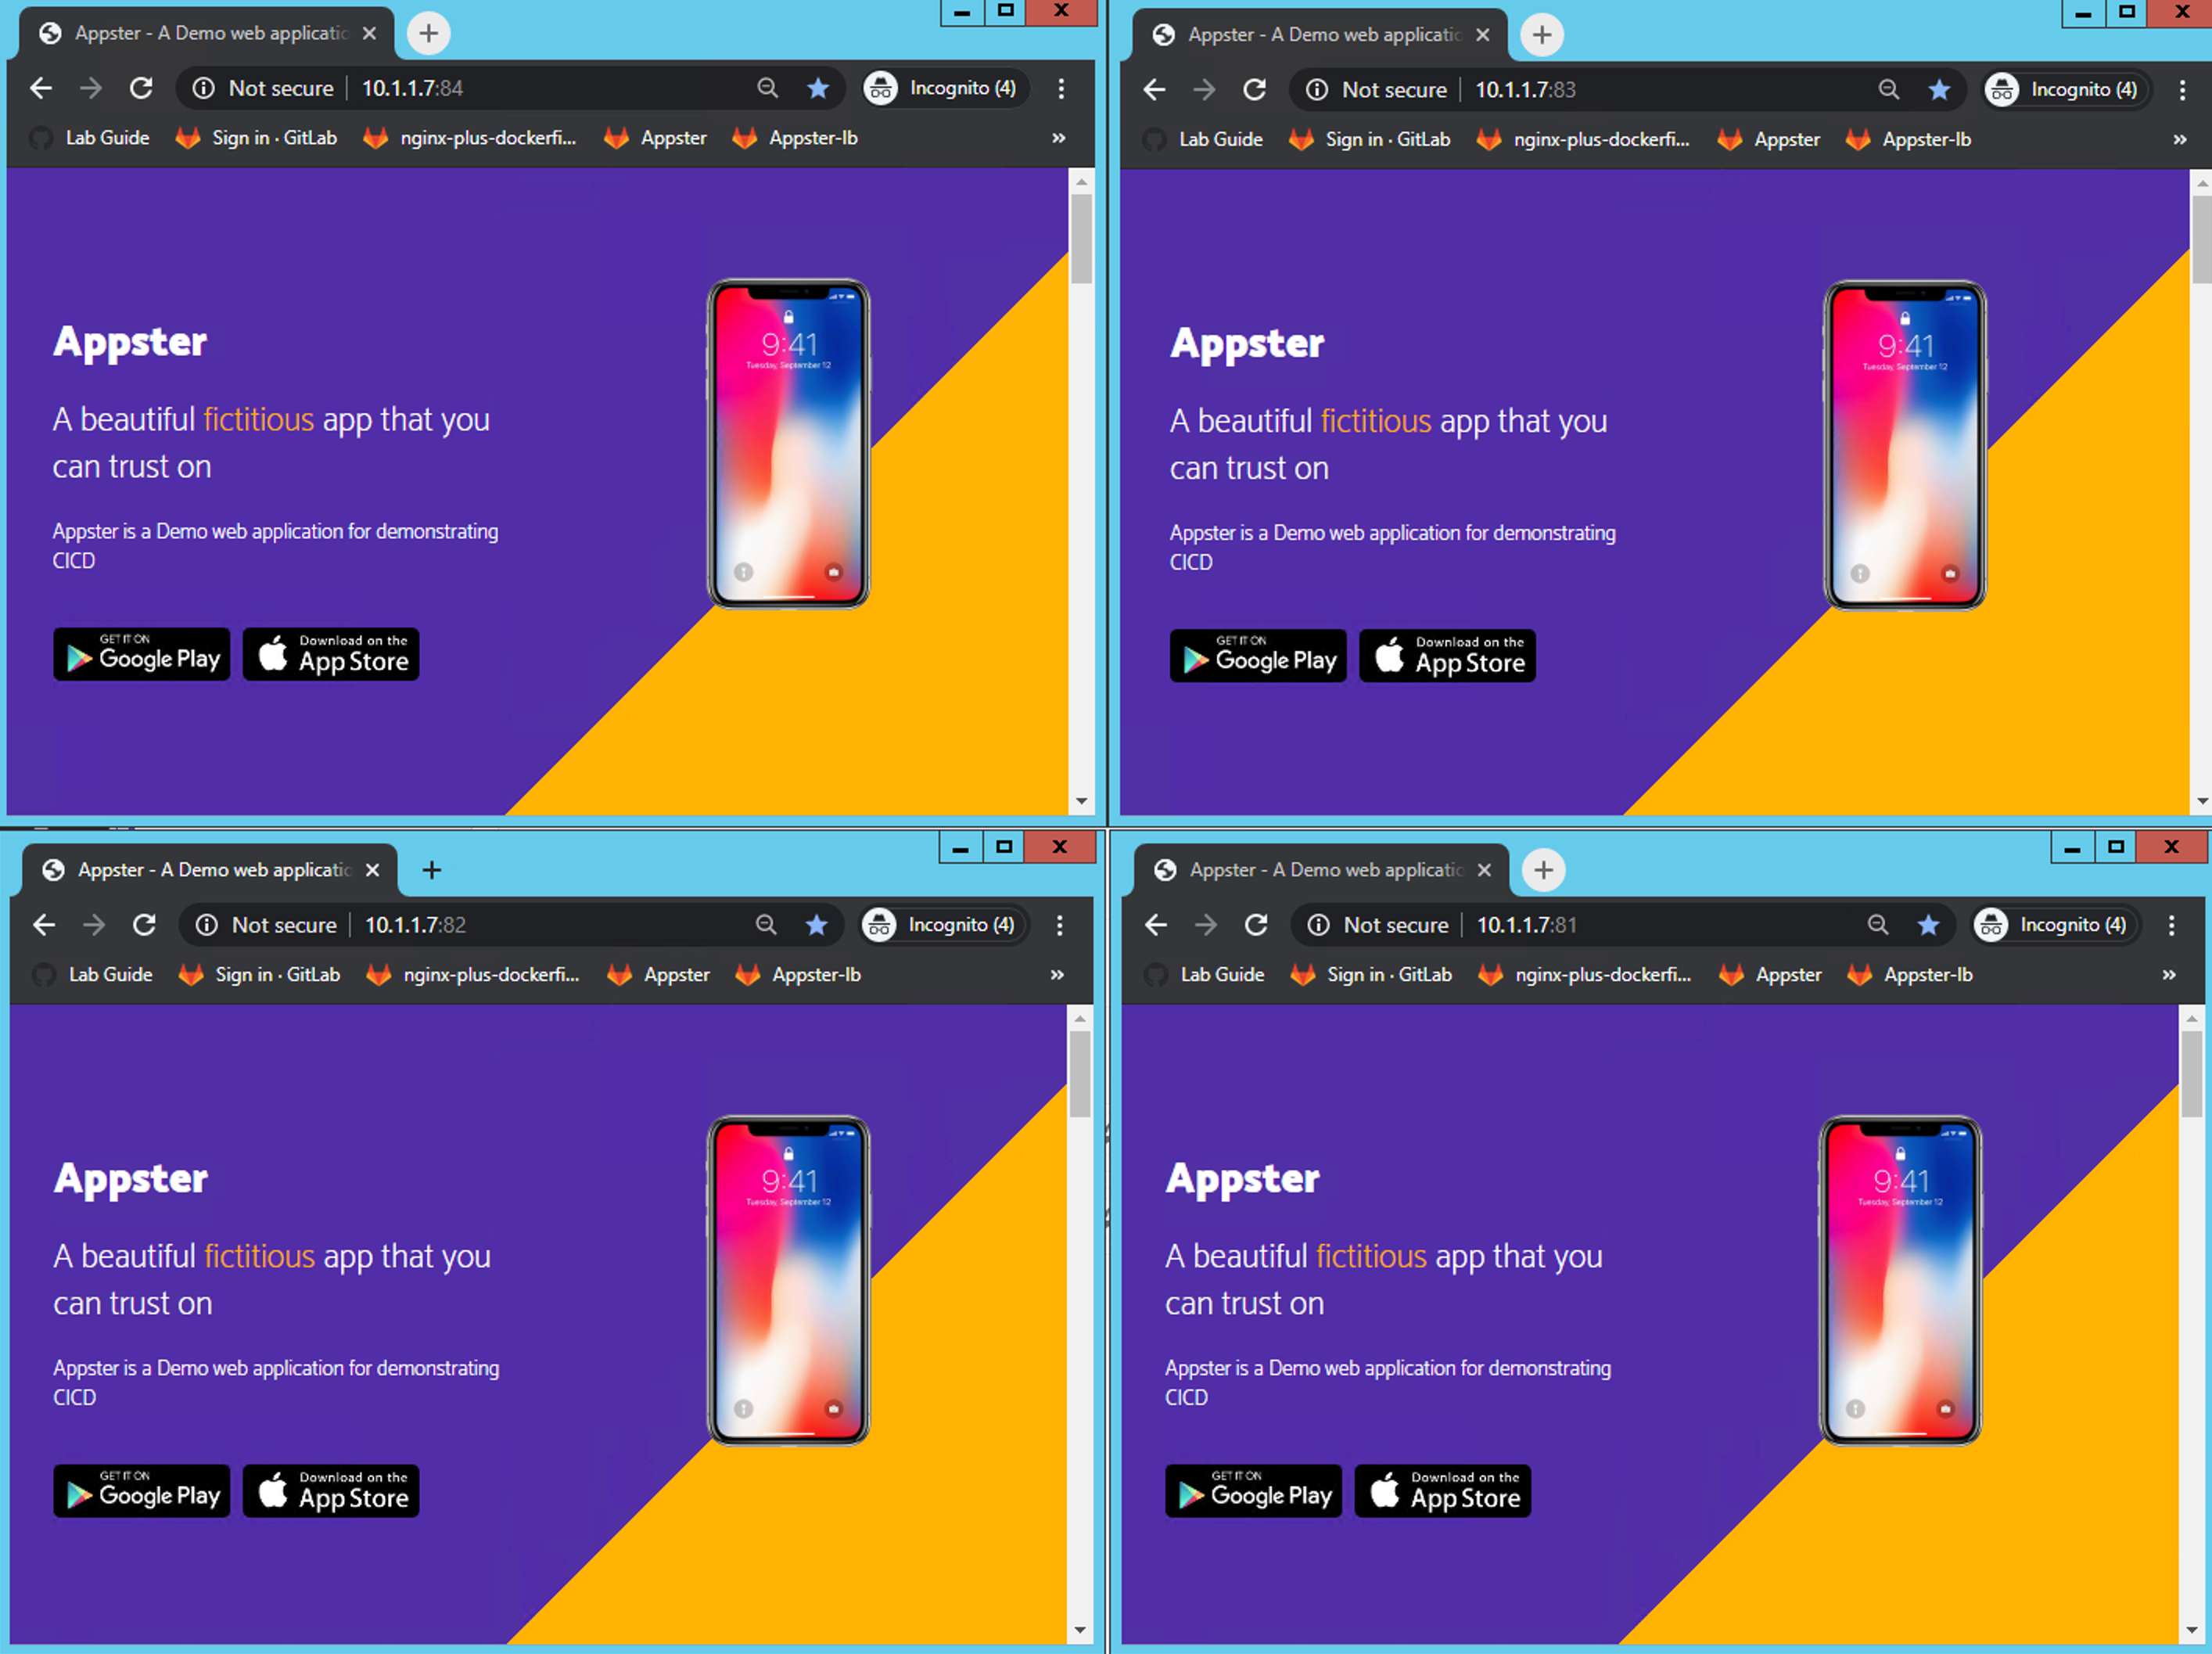 Appster - A Demo web applicatio
Not secure 10.1.1.7:84 Incognito (4)
Lab Guide Sign in · GitLab nginx-plus-dockerfi... Appster Appster-lb »
9:41
Tuesday, September 12
Appster
A beautiful fictitious app that you
can trust on
Appster is a Demo web application for demonstrating
CICD
GET IT ON
Google Play
Download on the
App Store
Appster - A Demo web applicatio
Not secure 10.1.1.7:83 Incognito (4)
Lab Guide Sign in · GitLab nginx-plus-dockerfi... Appster Appster-lb »
9:41
Tuesday, September 12
Appster
A beautiful fictitious app that you
can trust on
Appster is a Demo web application for demonstrating
CICD
GET IT ON
Google Play
Download on the
App Store
Appster - A Demo web applicatio
Not secure 10.1.1.7:82 Incognito (4)
Lab Guide Sign in · GitLab nginx-plus-dockerfi... Appster Appster-lb »
9:41
Tuesday, September 12
Appster
A beautiful fictitious app that you
can trust on
Appster is a Demo web application for demonstrating
CICD
GET IT ON
Google Play
Download on the
App Store
Appster - A Demo web applicatio
Not secure 10.1.1.7:81 Incognito (4)
Lab Guide Sign in · GitLab nginx-plus-dockerfi... Appster Appster-lb »
9:41
Tuesday, September 12
Appster
A beautiful fictitious app that you
can trust on
Appster is a Demo web application for demonstrating
CICD
GET IT ON
Google Play
Download on the
App Store